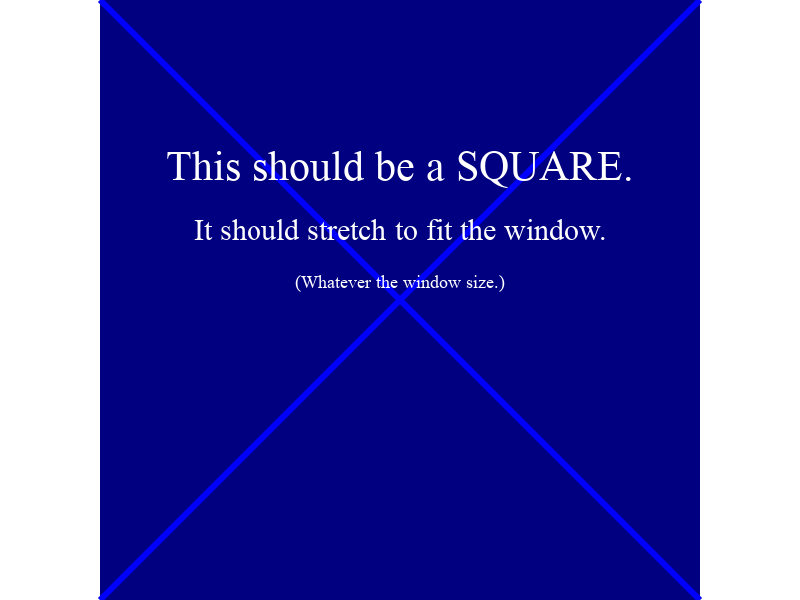 This should be a SQUARE.
It should stretch to fit the window.
(Whatever the window size.)